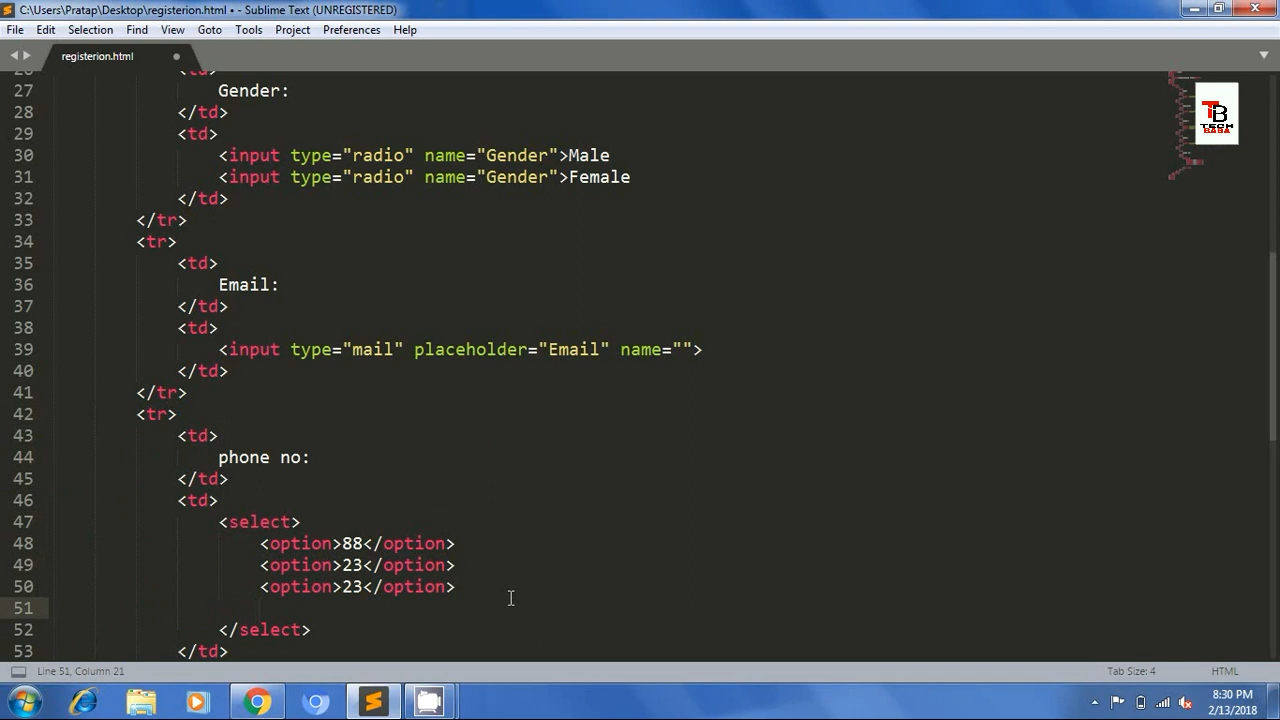 C:\Users\Pratap\Desktop\registerion.html • - Sublime Text (UNREGISTERED)
File Edit Selection Find View Goto Tools Project Preferences Help
registerion.html
26 <td>
27 Gender:
28 </td>
29 <td>
30 <input type="radio" name="Gender">Male
31 <input type="radio" name="Gender">Female
32 </td>
33 </tr>
34 <tr>
35 <td>
36 Email:
37 </td>
38 <td>
39 <input type="mail" placeholder="Email" name="">
40 </td>
41 </tr>
42 <tr>
43 <td>
44 phone no:
45 </td>
46 <td>
47 <select>
48 <option>88</option>
49 <option>23</option>
50 <option>23</option>
51
52 </select>
53 </td>
TB
TECH
BABA
Line 51, Column 21
Tab Size: 4
HTML
8:30 PM
2/13/2018